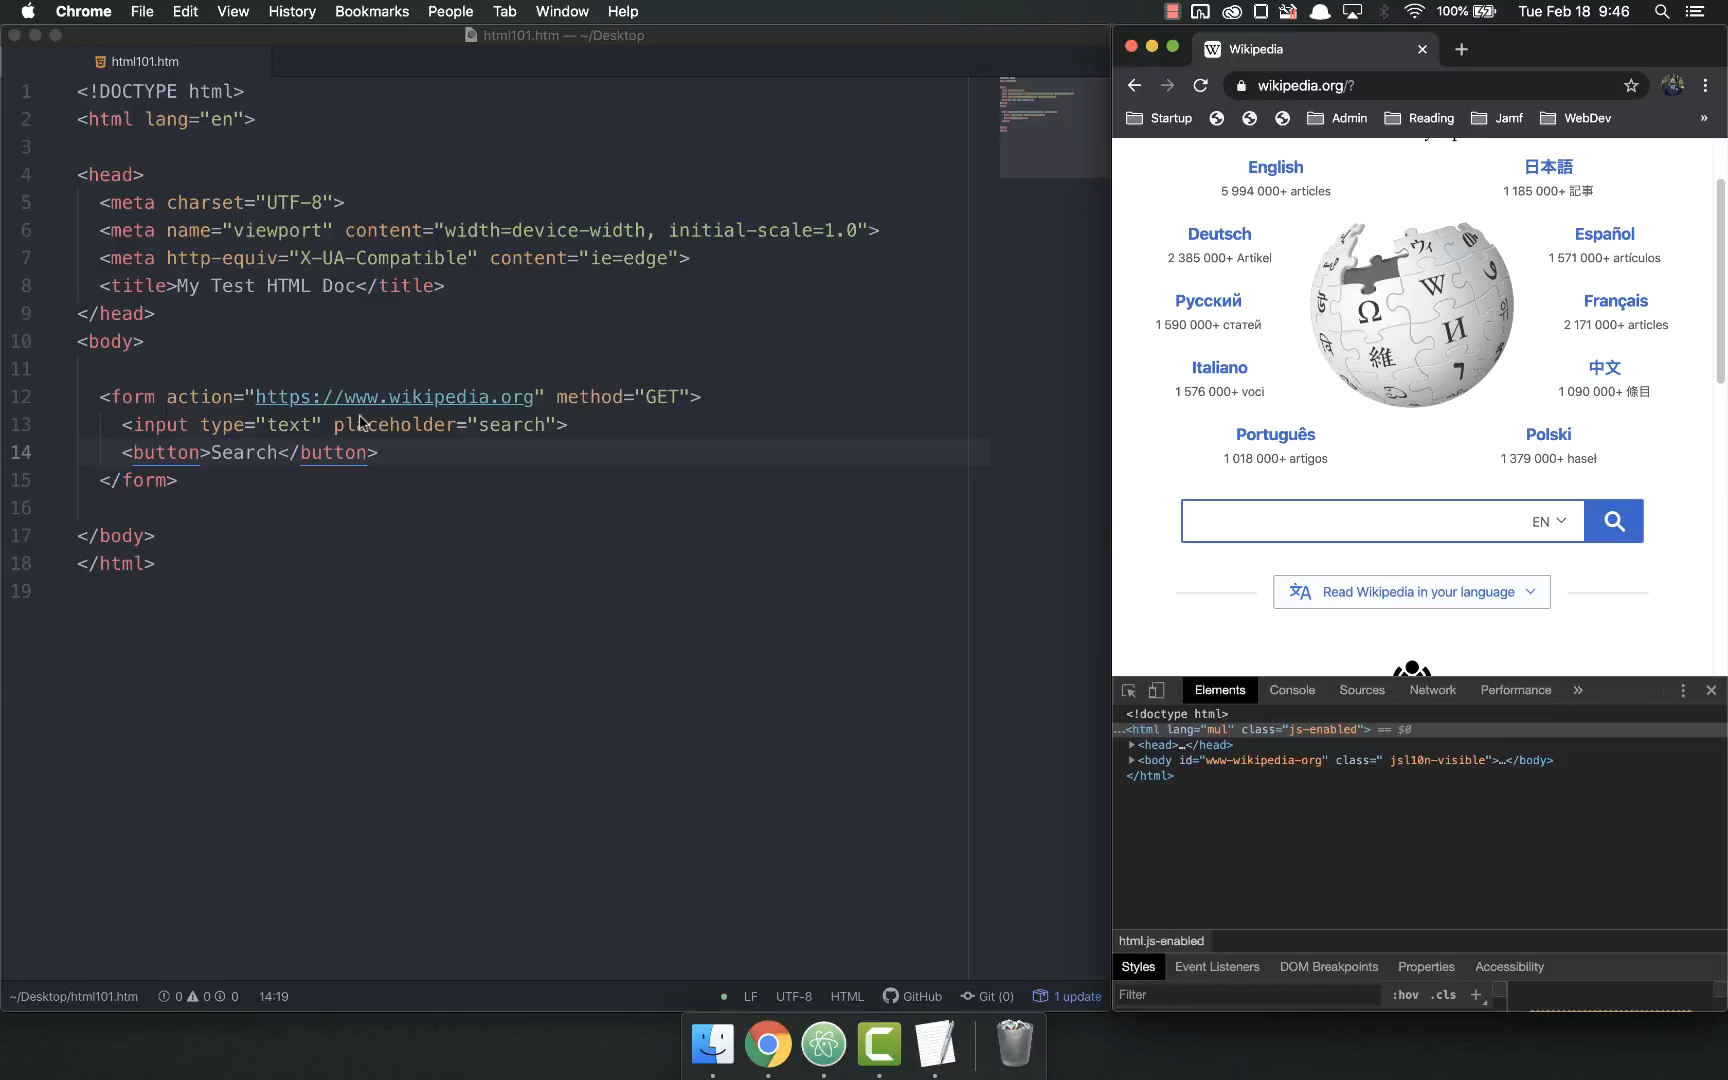 Chrome File Edit View History Bookmarks People Tab Window Help
100% Tue Feb 18 9:46
html101.htm — ~/Desktop
html101.htm
1 <!DOCTYPE html>
2 <html lang="en">
3
4 <head>
5 <meta charset="UTF-8">
6 <meta name="viewport" content="width=device-width, initial-scale=1.0">
7 <meta http-equiv="X-UA-Compatible" content="ie=edge">
8 <title>My Test HTML Doc</title>
9 </head>
10 <body>
11
12 <form action="https://www.wikipedia.org" method="GET">
13 <input type="text" placeholder="search">
14 <button>Search</button>
15 </form>
16
17 </body>
18 </html>
19
~/Desktop/html101.htm 0 0 0 14:19 LF UTF-8 HTML GitHub Git (0) 1 update
Wikipedia
wikipedia.org/?
Startup Admin Reading Jamf WebDev »
English
5 994 000+ articles
日本語
1 185 000+ 記事
Deutsch
2 385 000+ Artikel
Español
1 571 000+ artículos
Русский
1 590 000+ статей
Français
2 171 000+ articles
Italiano
1 576 000+ voci
中文
1 090 000+ 條目
Português
1 018 000+ artigos
Polski
1 379 000+ haseł
Ω W И 維
EN
Read Wikipedia in your language
Elements Console Sources Network Performance »
<!doctype html>
...<html lang="mul" class="js-enabled"> == $0
<head>…</head>
<body id="www-wikipedia-org" class=" jsl10n-visible">…</body>
</html>
html.js-enabled
Styles Event Listeners DOM Breakpoints Properties Accessibility
Filter :hov .cls +